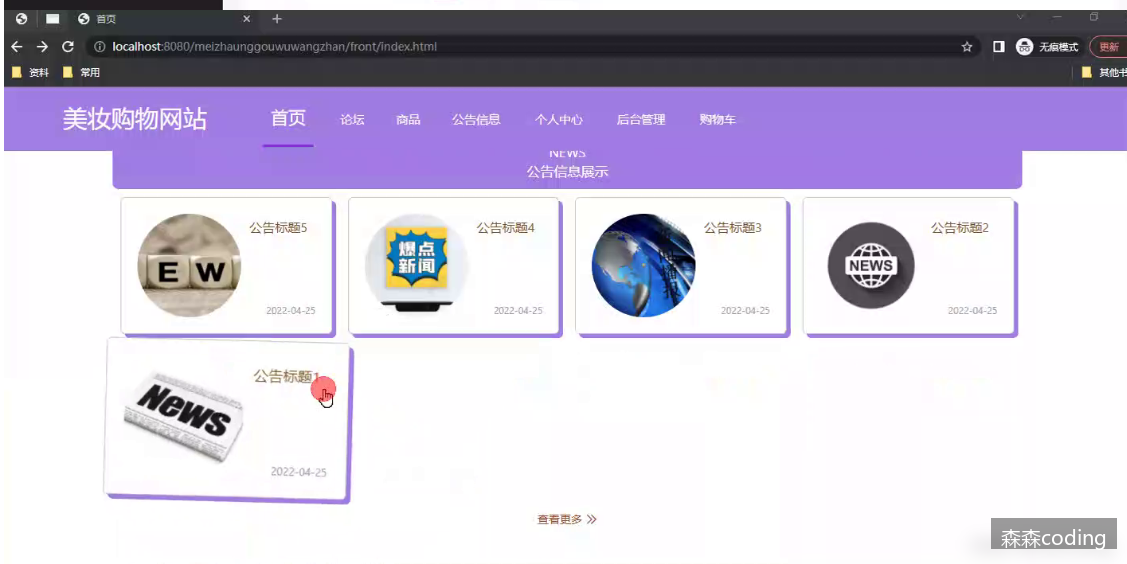 首页
localhost:8080/meizhaunggouwuwangzhan/front/index.html
无痕模式
更新
资料
常用
其他书
美妆购物网站
首页
论坛
商品
公告信息
个人中心
后台管理
购物车
NEWS
公告信息展示
E W
公告标题5
2022-04-25
爆点
新闻
公告标题4
2022-04-25
公告标题3
2022-04-25
NEWS
公告标题2
2022-04-25
News
公告标题1
2022-04-25
查看更多
森森coding